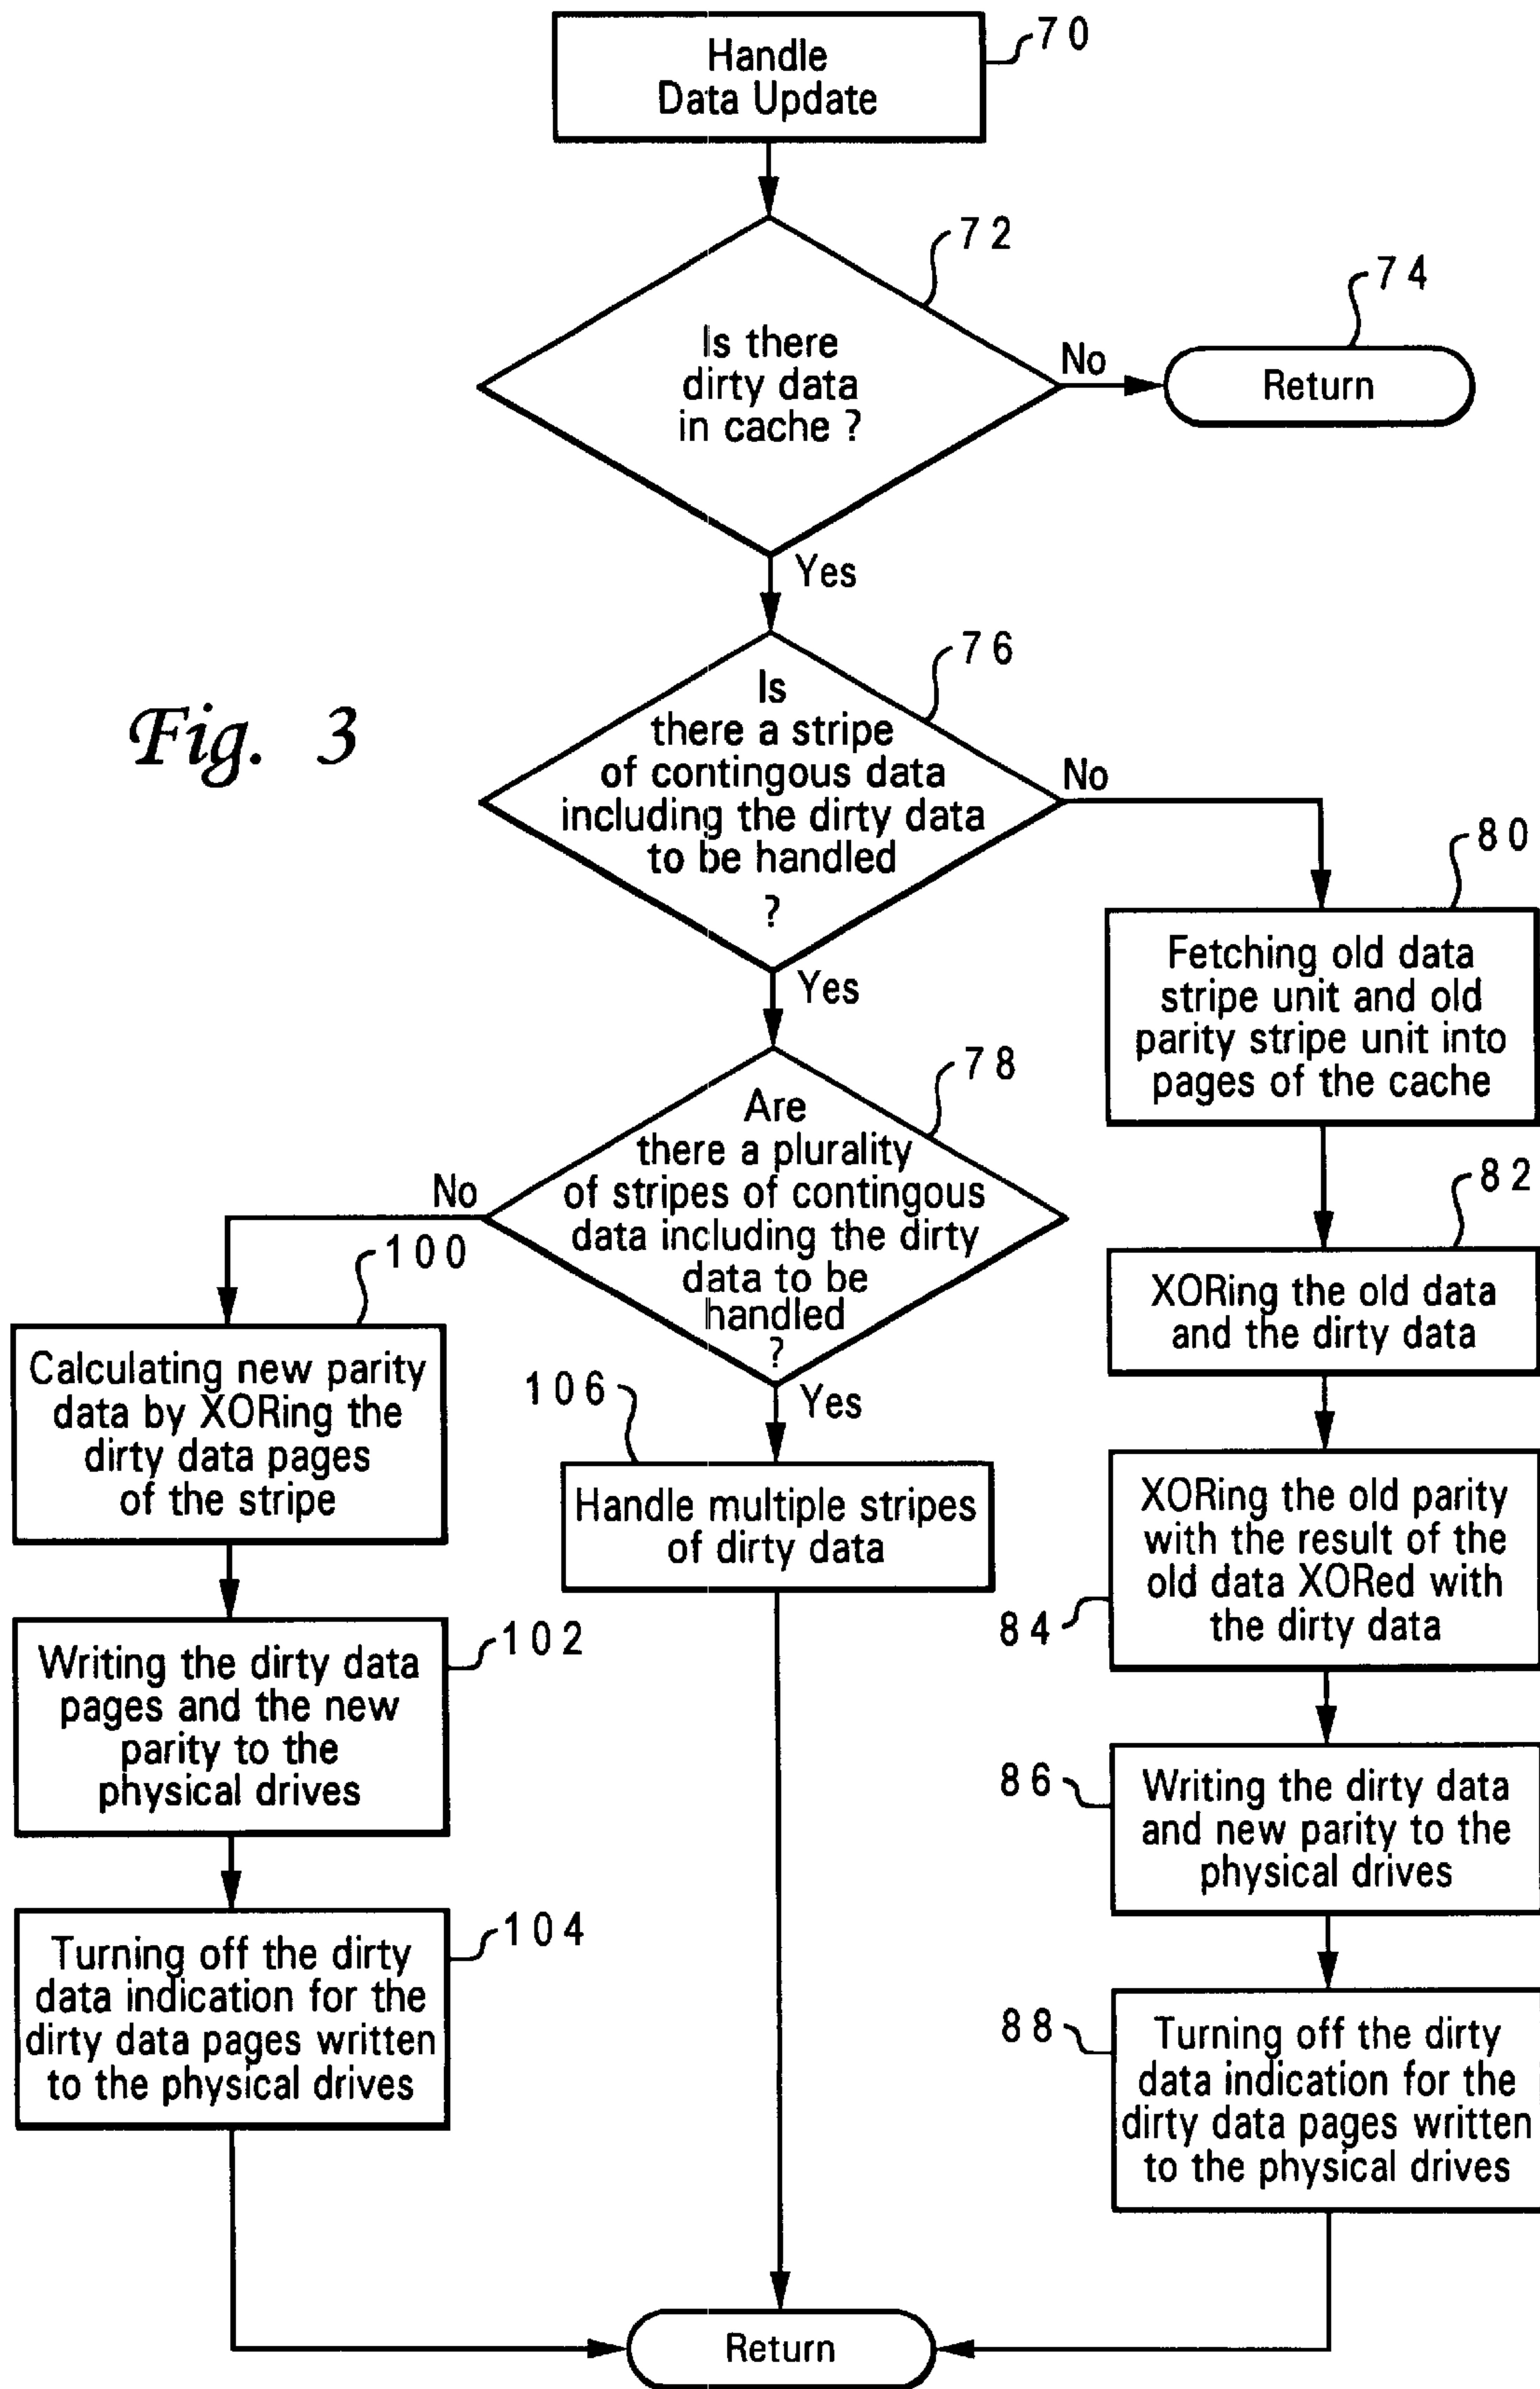 Handle
Data Update
70
Is there
dirty data
in cache ?
72
No
Return
74
Yes
Fig. 3
Is
there a stripe
of contingous data
including the dirty data
to be handled
?
76
No
Yes
Fetching old data
stripe unit and old
parity stripe unit into
pages of the cache
80
Are
there a plurality
of stripes of contingous
data including the dirty
data to be
handled
?
78
No
Yes
XORing the old data
and the dirty data
82
Calculating new parity
data by XORing the
dirty data pages
of the stripe
100
106
Handle multiple stripes
of dirty data
XORing the old parity
with the result of the
old data XORed with
the dirty data
84
Writing the dirty data
pages and the new
parity to the
physical drives
102
86
Writing the dirty data
and new parity to the
physical drives
Turning off the dirty
data indication for the
dirty data pages written
to the physical drives
104
88
Turning off the dirty
data indication for the
dirty data pages written
to the physical drives
Return